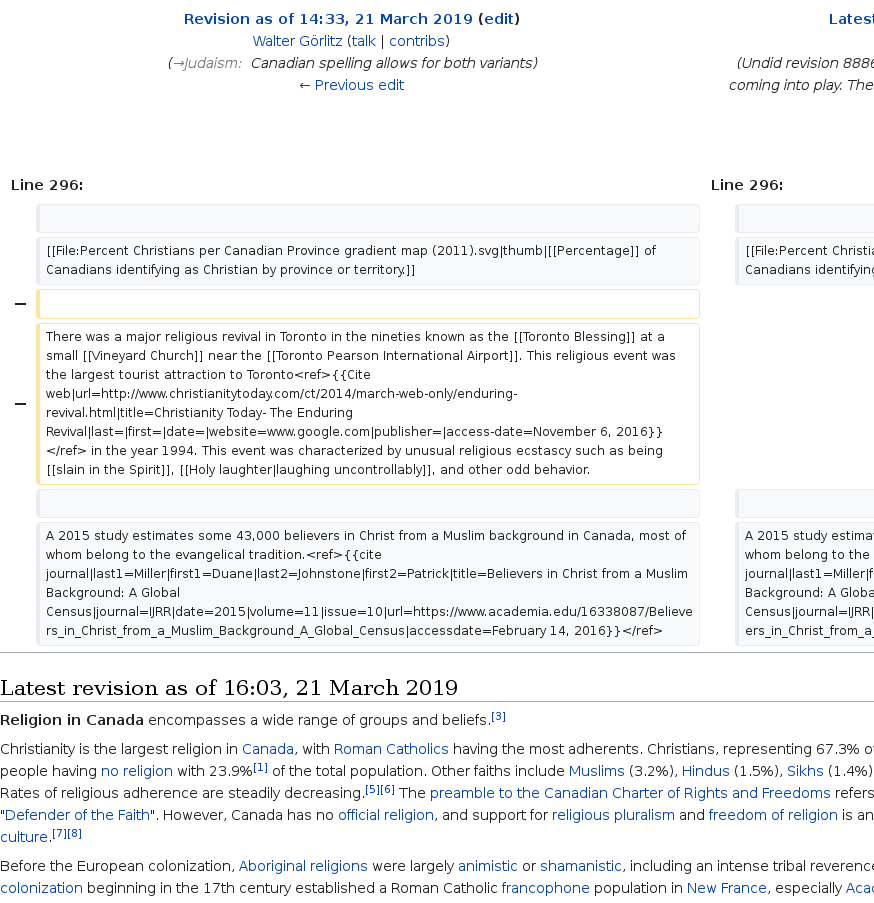 Revision as of 14:33, 21 March 2019 (edit)
Walter Görlitz (talk | contribs)
(→Judaism: Canadian spelling allows for both variants)
← Previous edit
Latest
(Undid revision 8886
coming into play. The
Line 296:
Line 296:
[[File:Percent Christians per Canadian Province gradient map (2011).svg|thumb|[[Percentage]] of
Canadians identifying as Christian by province or territory.]]
[[File:Percent Christia
Canadians identifying
−
There was a major religious revival in Toronto in the nineties known as the [[Toronto Blessing]] at a
small [[Vineyard Church]] near the [[Toronto Pearson International Airport]]. This religious event was
the largest tourist attraction to Toronto<ref>{{Cite
web|url=http://www.christianitytoday.com/ct/2014/march-web-only/enduring-
− revival.html|title=Christianity Today- The Enduring
Revival|last=|first=|date=|website=www.google.com|publisher=|access-date=November 6, 2016}}
</ref> in the year 1994. This event was characterized by unusual religious ecstascy such as being
[[slain in the Spirit]], [[Holy laughter|laughing uncontrollably]], and other odd behavior.
A 2015 study estimates some 43,000 believers in Christ from a Muslim background in Canada, most of
whom belong to the evangelical tradition.<ref>{{cite
journal|last1=Miller|first1=Duane|last2=Johnstone|first2=Patrick|title=Believers in Christ from a Muslim
Background: A Global
Census|journal=IJRR|date=2015|volume=11|issue=10|url=https://www.academia.edu/16338087/Believe
rs_in_Christ_from_a_Muslim_Background_A_Global_Census|accessdate=February 14, 2016}}</ref>
A 2015 study estimat
whom belong to the
journal|last1=Miller|f
Background: A Globa
Census|journal=IJRR|
ers_in_Christ_from_a_
Latest revision as of 16:03, 21 March 2019
Religion in Canada encompasses a wide range of groups and beliefs.[3]
Christianity is the largest religion in Canada, with Roman Catholics having the most adherents. Christians, representing 67.3% of
people having no religion with 23.9%[1] of the total population. Other faiths include Muslims (3.2%), Hindus (1.5%), Sikhs (1.4%)
Rates of religious adherence are steadily decreasing.[5][6] The preamble to the Canadian Charter of Rights and Freedoms refers
"Defender of the Faith". However, Canada has no official religion, and support for religious pluralism and freedom of religion is an
culture.[7][8]
Before the European colonization, Aboriginal religions were largely animistic or shamanistic, including an intense tribal reverence
colonization beginning in the 17th century established a Roman Catholic francophone population in New France, especially Acad